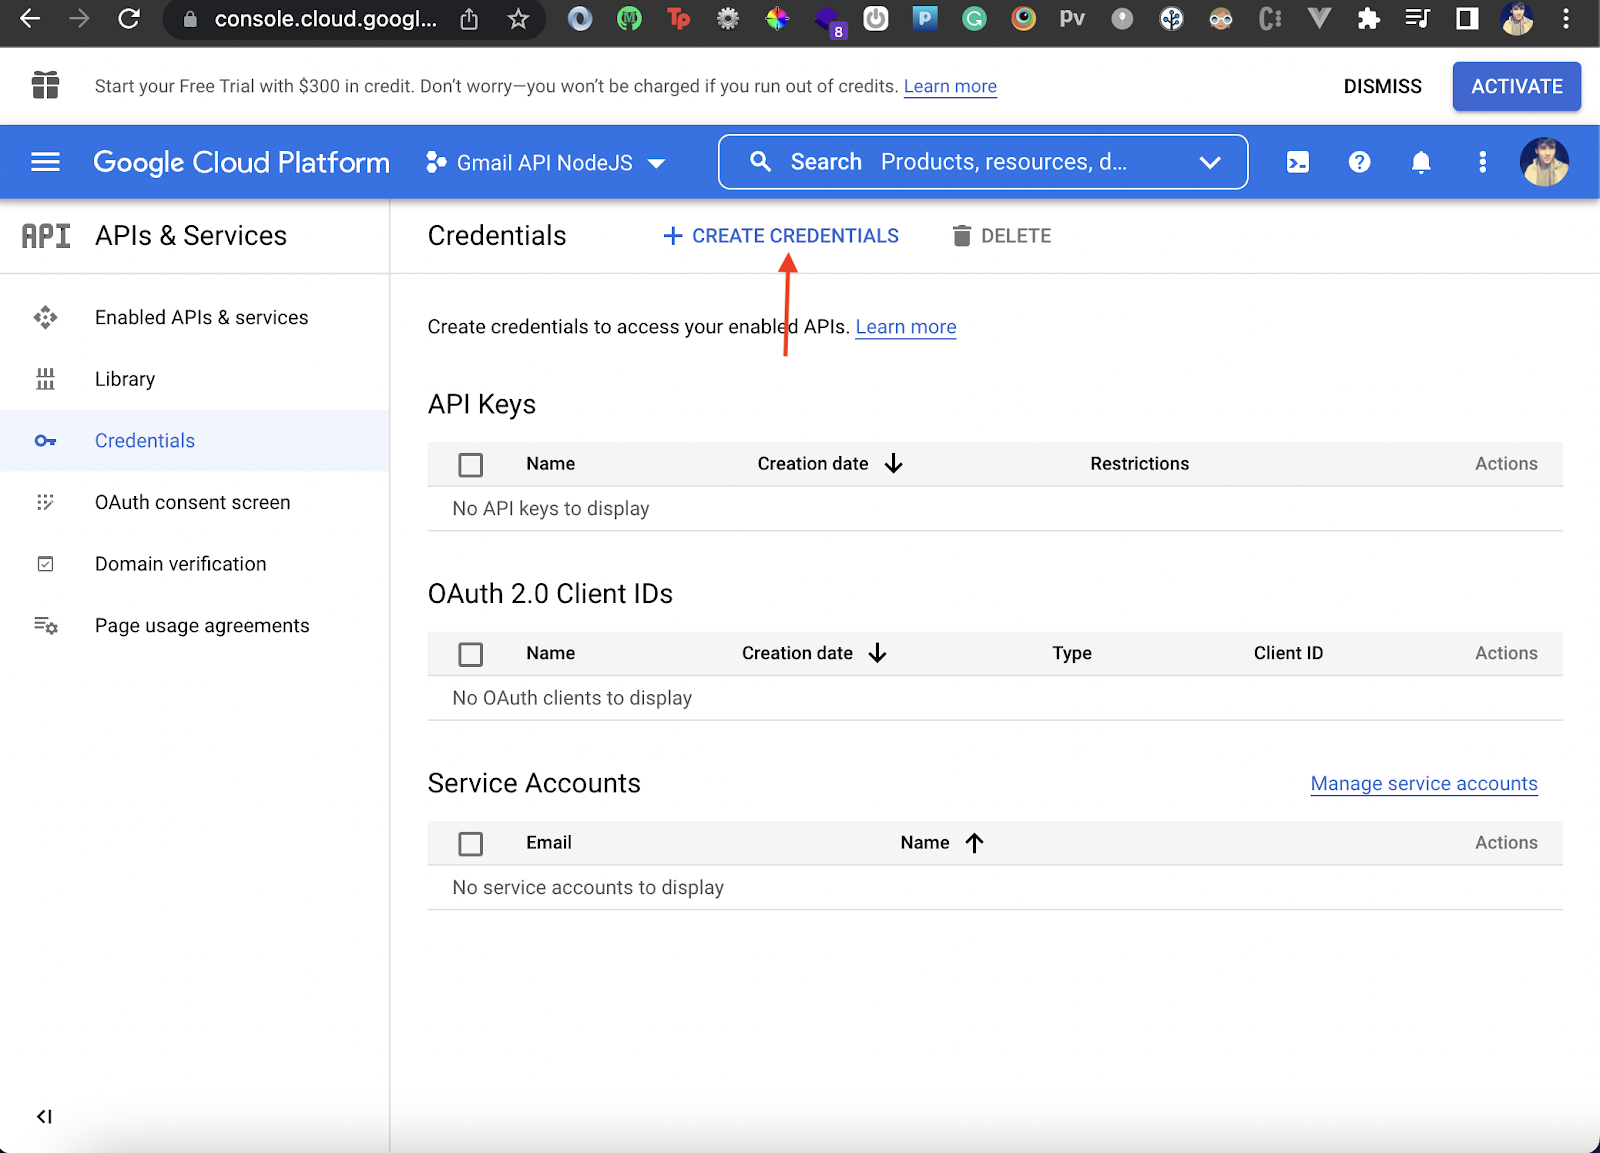 console.cloud.googl...
Tp
8
P
G
pv
C:
Start your Free Trial with $300 in credit. Don't worry—you won't be charged if you run out of credits. Learn more
DISMISS
ACTIVATE
Google Cloud Platform
Gmail API NodeJS
Search Products, resources, d...
API APIs & Services
Credentials
+ CREATE CREDENTIALS
DELETE
Enabled APIs & services
Library
Credentials
OAuth consent screen
Domain verification
Page usage agreements
Create credentials to access your enabled APIs. Learn more
API Keys
Name Creation date Restrictions Actions
No API keys to display
OAuth 2.0 Client IDs
Name Creation date Type Client ID Actions
No OAuth clients to display
Service Accounts
Manage service accounts
Email Name Actions
No service accounts to display